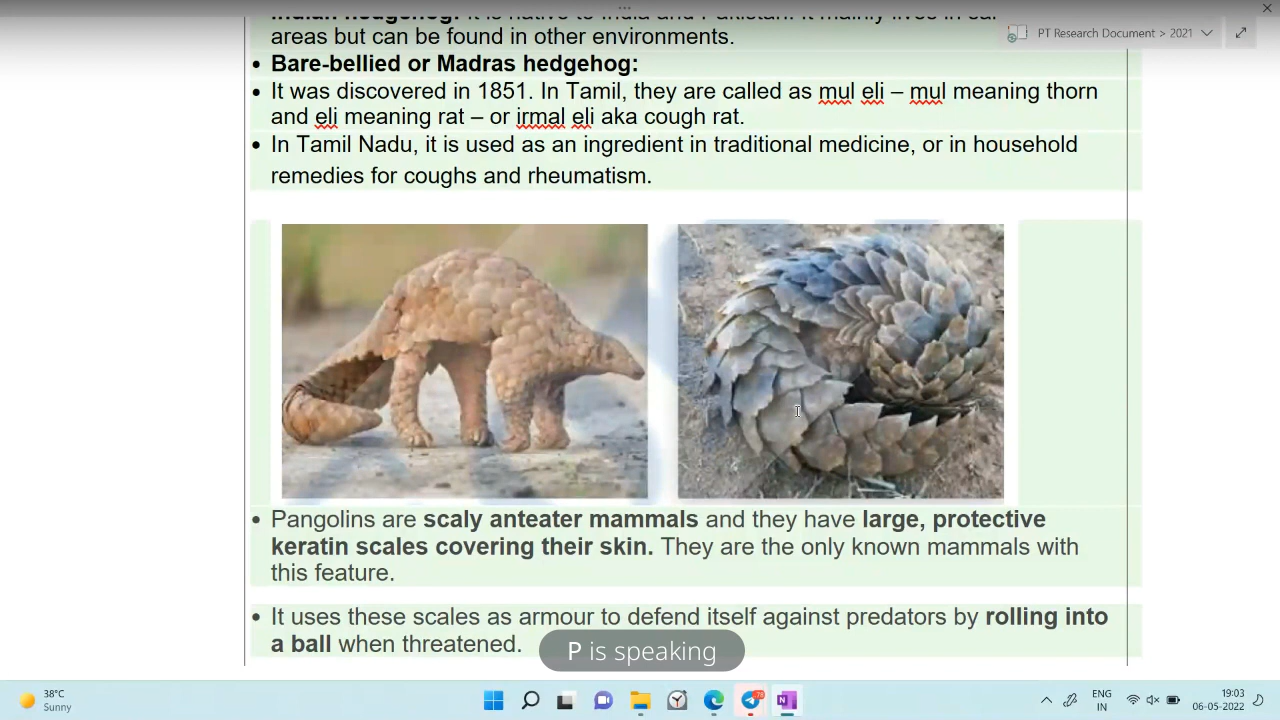 PT Research Document > 2021
areas but can be found in other environments.
• Bare-bellied or Madras hedgehog:
• It was discovered in 1851. In Tamil, they are called as mul eli – mul meaning thorn
and eli meaning rat – or irmal eli aka cough rat.
• In Tamil Nadu, it is used as an ingredient in traditional medicine, or in household
remedies for coughs and rheumatism.
• Pangolins are scaly anteater mammals and they have large, protective
keratin scales covering their skin. They are the only known mammals with
this feature.
• It uses these scales as armour to defend itself against predators by rolling into
a ball when threatened.
P is speaking
38°C
Sunny
78
ENG
IN
19:03
06-05-2022